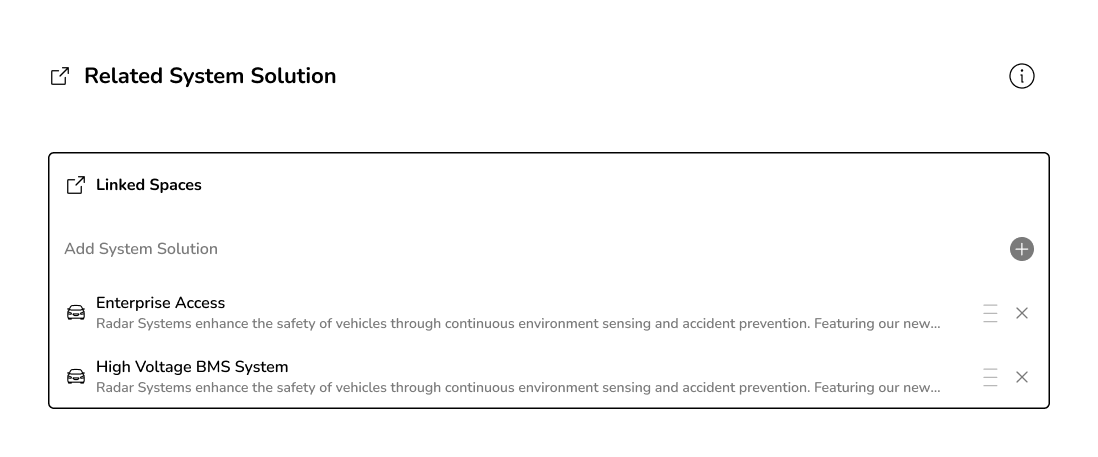 Related System Solution
Linked Spaces
Add System Solution
Enterprise Access
Radar Systems enhance the safety of vehicles through continuous environment sensing and accident prevention. Featuring our new...
High Voltage BMS System
Radar Systems enhance the safety of vehicles through continuous environment sensing and accident prevention. Featuring our new...